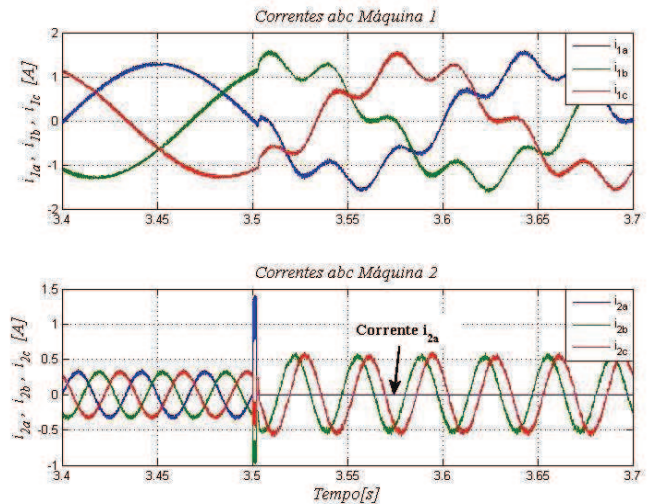 Correntes abc Máquina 1
i1a, i1b, i1c [A]
2
1
0
-1
-2
i1a
i1b
i1c
3.4
3.45
3.5
3.55
3.6
3.65
3.7
Correntes abc Máquina 2
i2a, i2b, i2c [A]
1.5
1
0.5
0
-0.5
-1
Corrente i2a
i2a
i2b
i2c
3.4
3.45
3.5
3.55
3.6
3.65
3.7
Tempo[s]